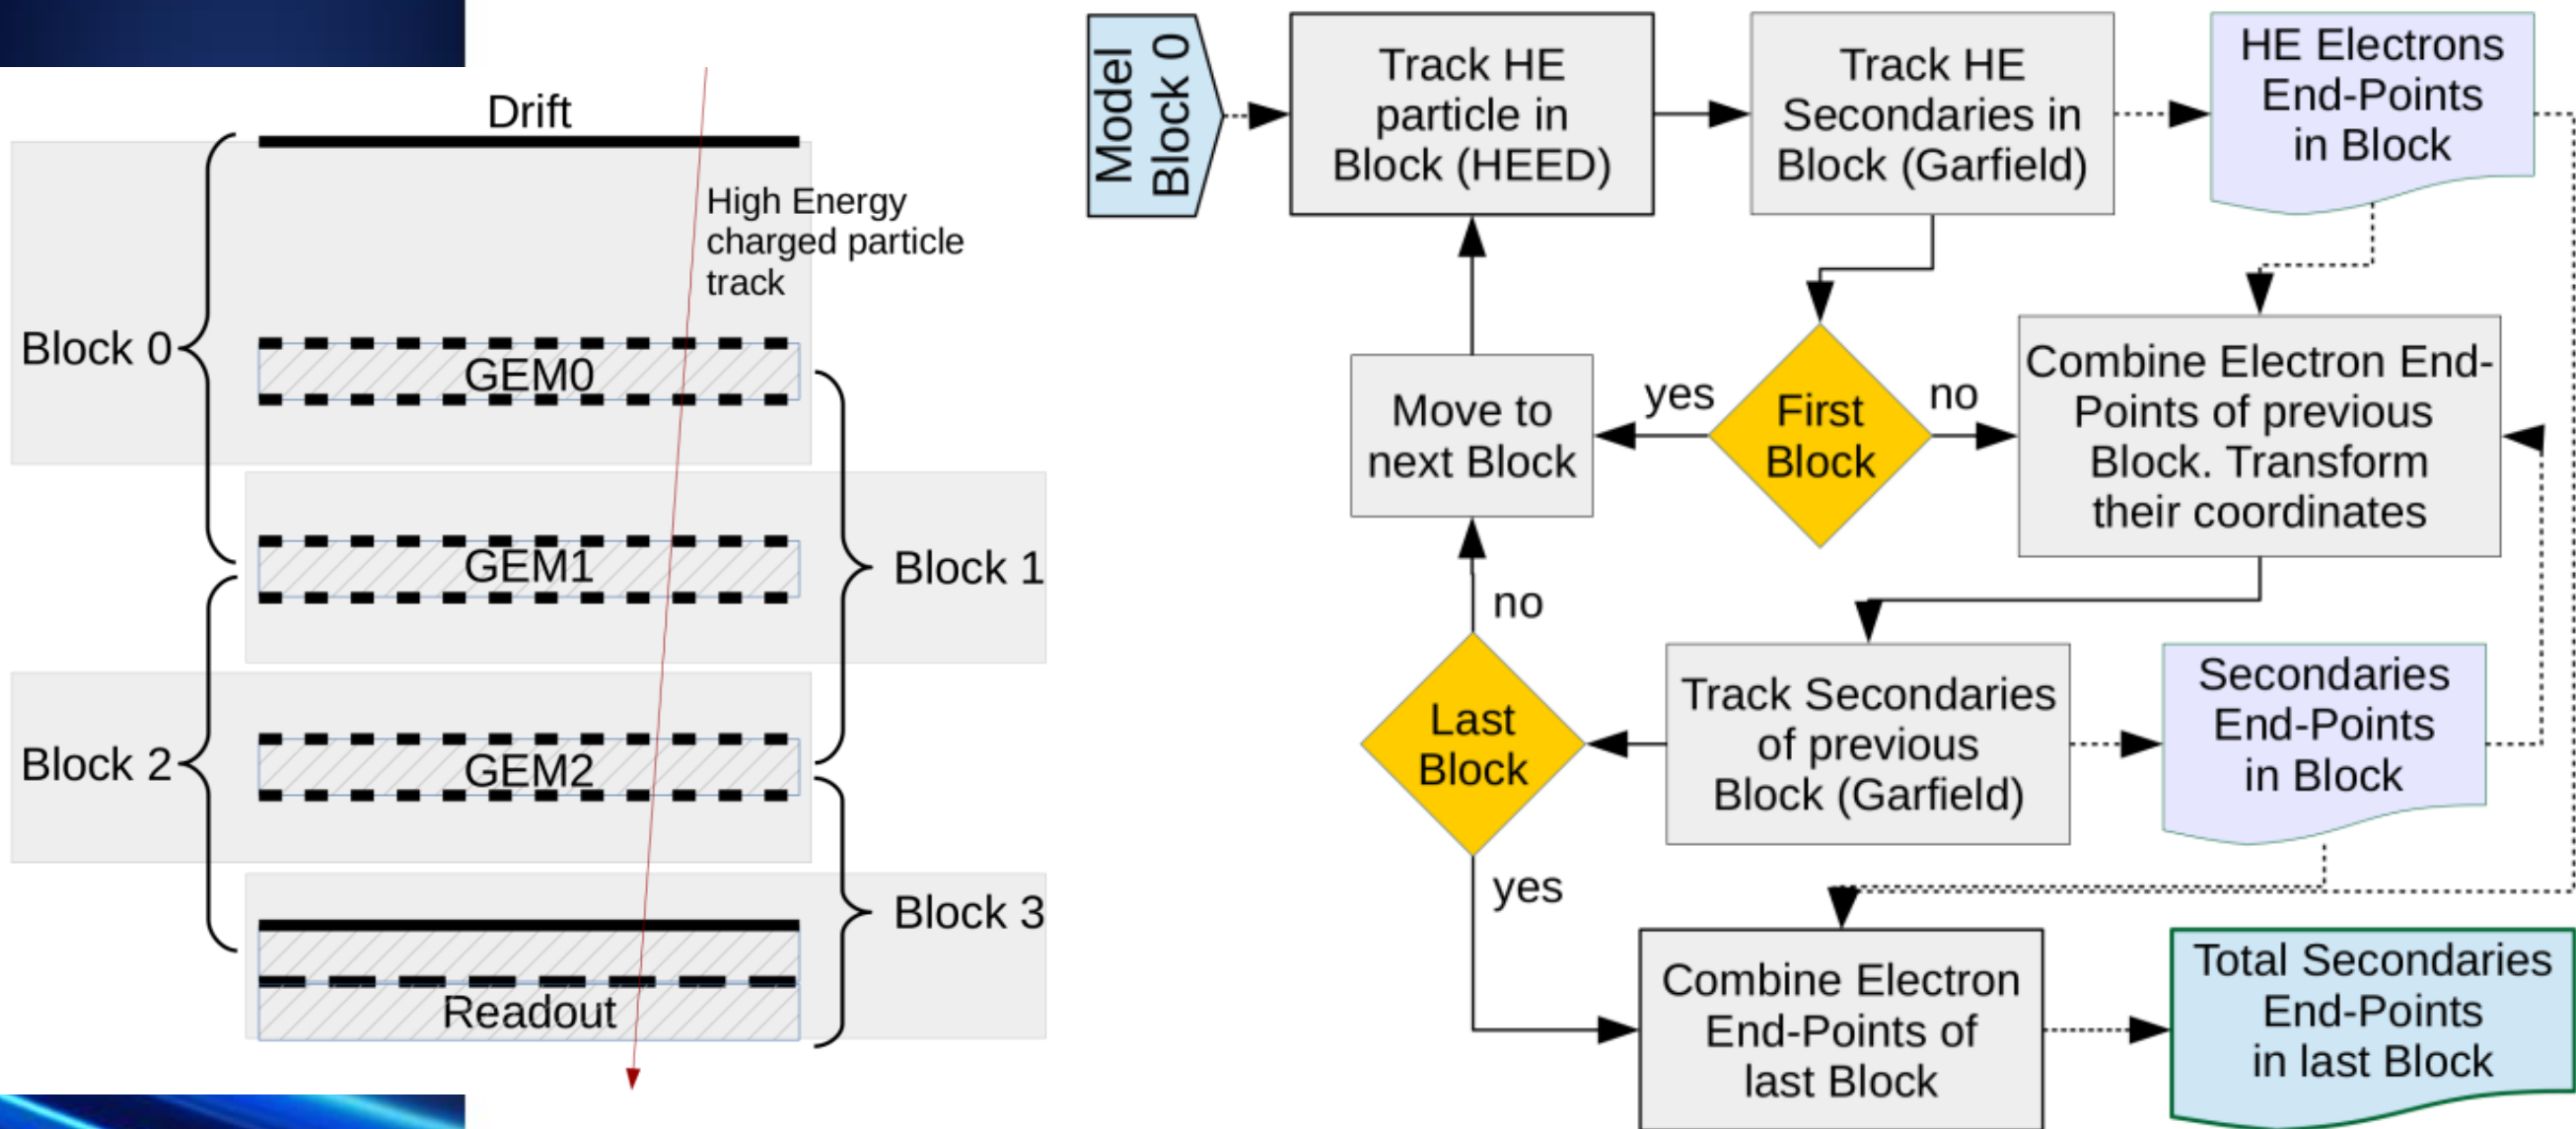 Drift
High Energy
charged particle
track
Block 0
GEM0
GEM1
Block 1
Block 2
GEM2
Block 3
Readout
Model
Block 0
Track HE
particle in
Block (HEED)
Track HE
Secondaries in
Block (Garfield)
HE Electrons
End-Points
in Block
Move to
next Block
yes
First
Block
no
Combine Electron End-
Points of previous
Block. Transform
their coordinates
no
Last
Block
Track Secondaries
of previous
Block (Garfield)
Secondaries
End-Points
in Block
yes
Combine Electron
End-Points of
last Block
Total Secondaries
End-Points
in last Block